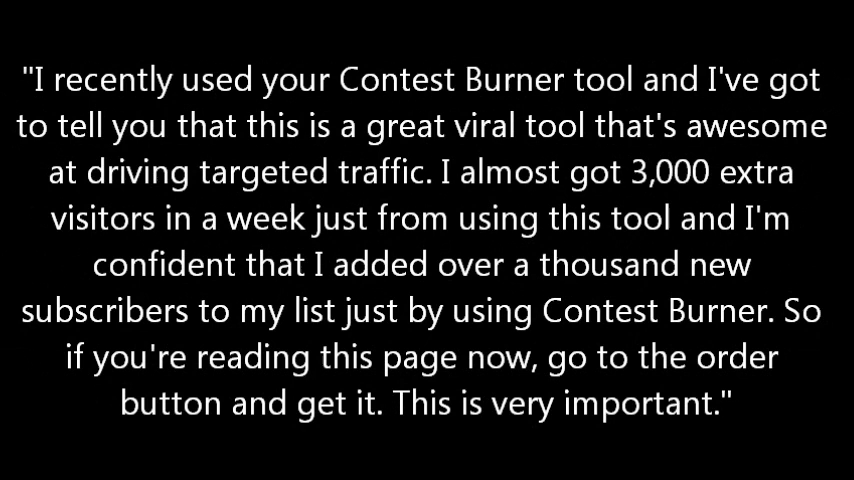 "I recently used your Contest Burner tool and I've got
to tell you that this is a great viral tool that's awesome
at driving targeted traffic. I almost got 3,000 extra
visitors in a week just from using this tool and I'm
confident that I added over a thousand new
subscribers to my list just by using Contest Burner. So
if you're reading this page now, go to the order
button and get it. This is very important."